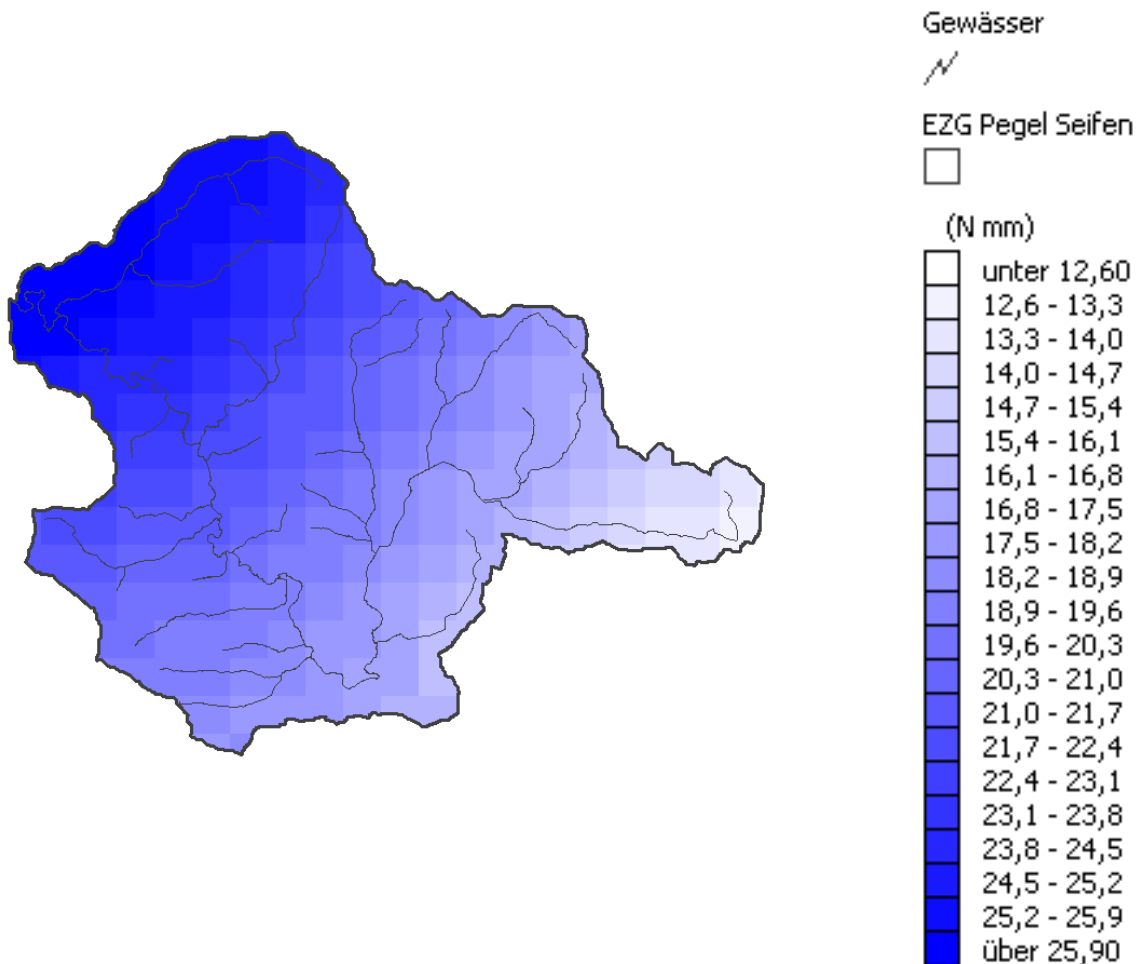 Gewässer
EZG Pegel Seifen
(N mm)
unter 12,60
12,6 - 13,3
13,3 - 14,0
14,0 - 14,7
14,7 - 15,4
15,4 - 16,1
16,1 - 16,8
16,8 - 17,5
17,5 - 18,2
18,2 - 18,9
18,9 - 19,6
19,6 - 20,3
20,3 - 21,0
21,0 - 21,7
21,7 - 22,4
22,4 - 23,1
23,1 - 23,8
23,8 - 24,5
24,5 - 25,2
25,2 - 25,9
über 25,90